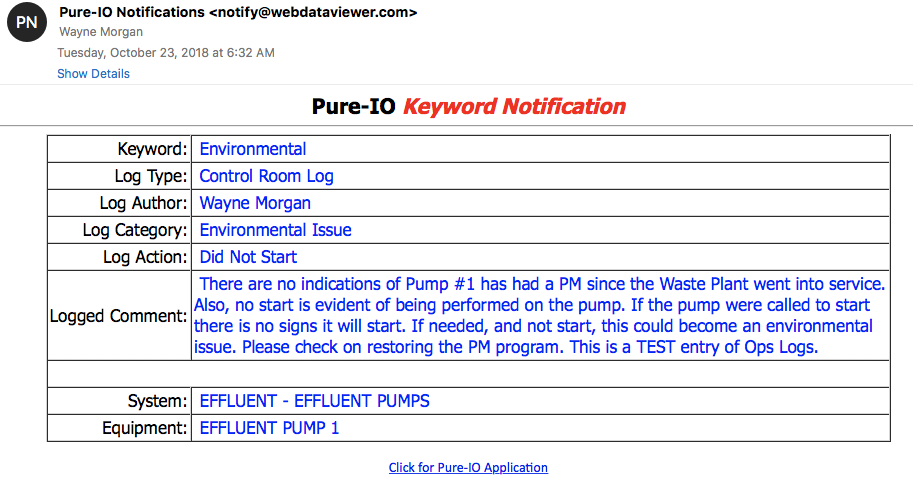 PN
Pure-IO Notifications <notify@webdataviewer.com>
Wayne Morgan
Tuesday, October 23, 2018 at 6:32 AM
Show Details
Pure-IO Keyword Notification
Keyword: Environmental
Log Type: Control Room Log
Log Author: Wayne Morgan
Log Category: Environmental Issue
Log Action: Did Not Start
Logged Comment: There are no indications of Pump #1 has had a PM since the Waste Plant went into service.
Also, no start is evident of being performed on the pump. If the pump were called to start
there is no signs it will start. If needed, and not start, this could become an environmental
issue. Please check on restoring the PM program. This is a TEST entry of Ops Logs.
System: EFFLUENT - EFFLUENT PUMPS
Equipment: EFFLUENT PUMP 1
Click for Pure-IO Application